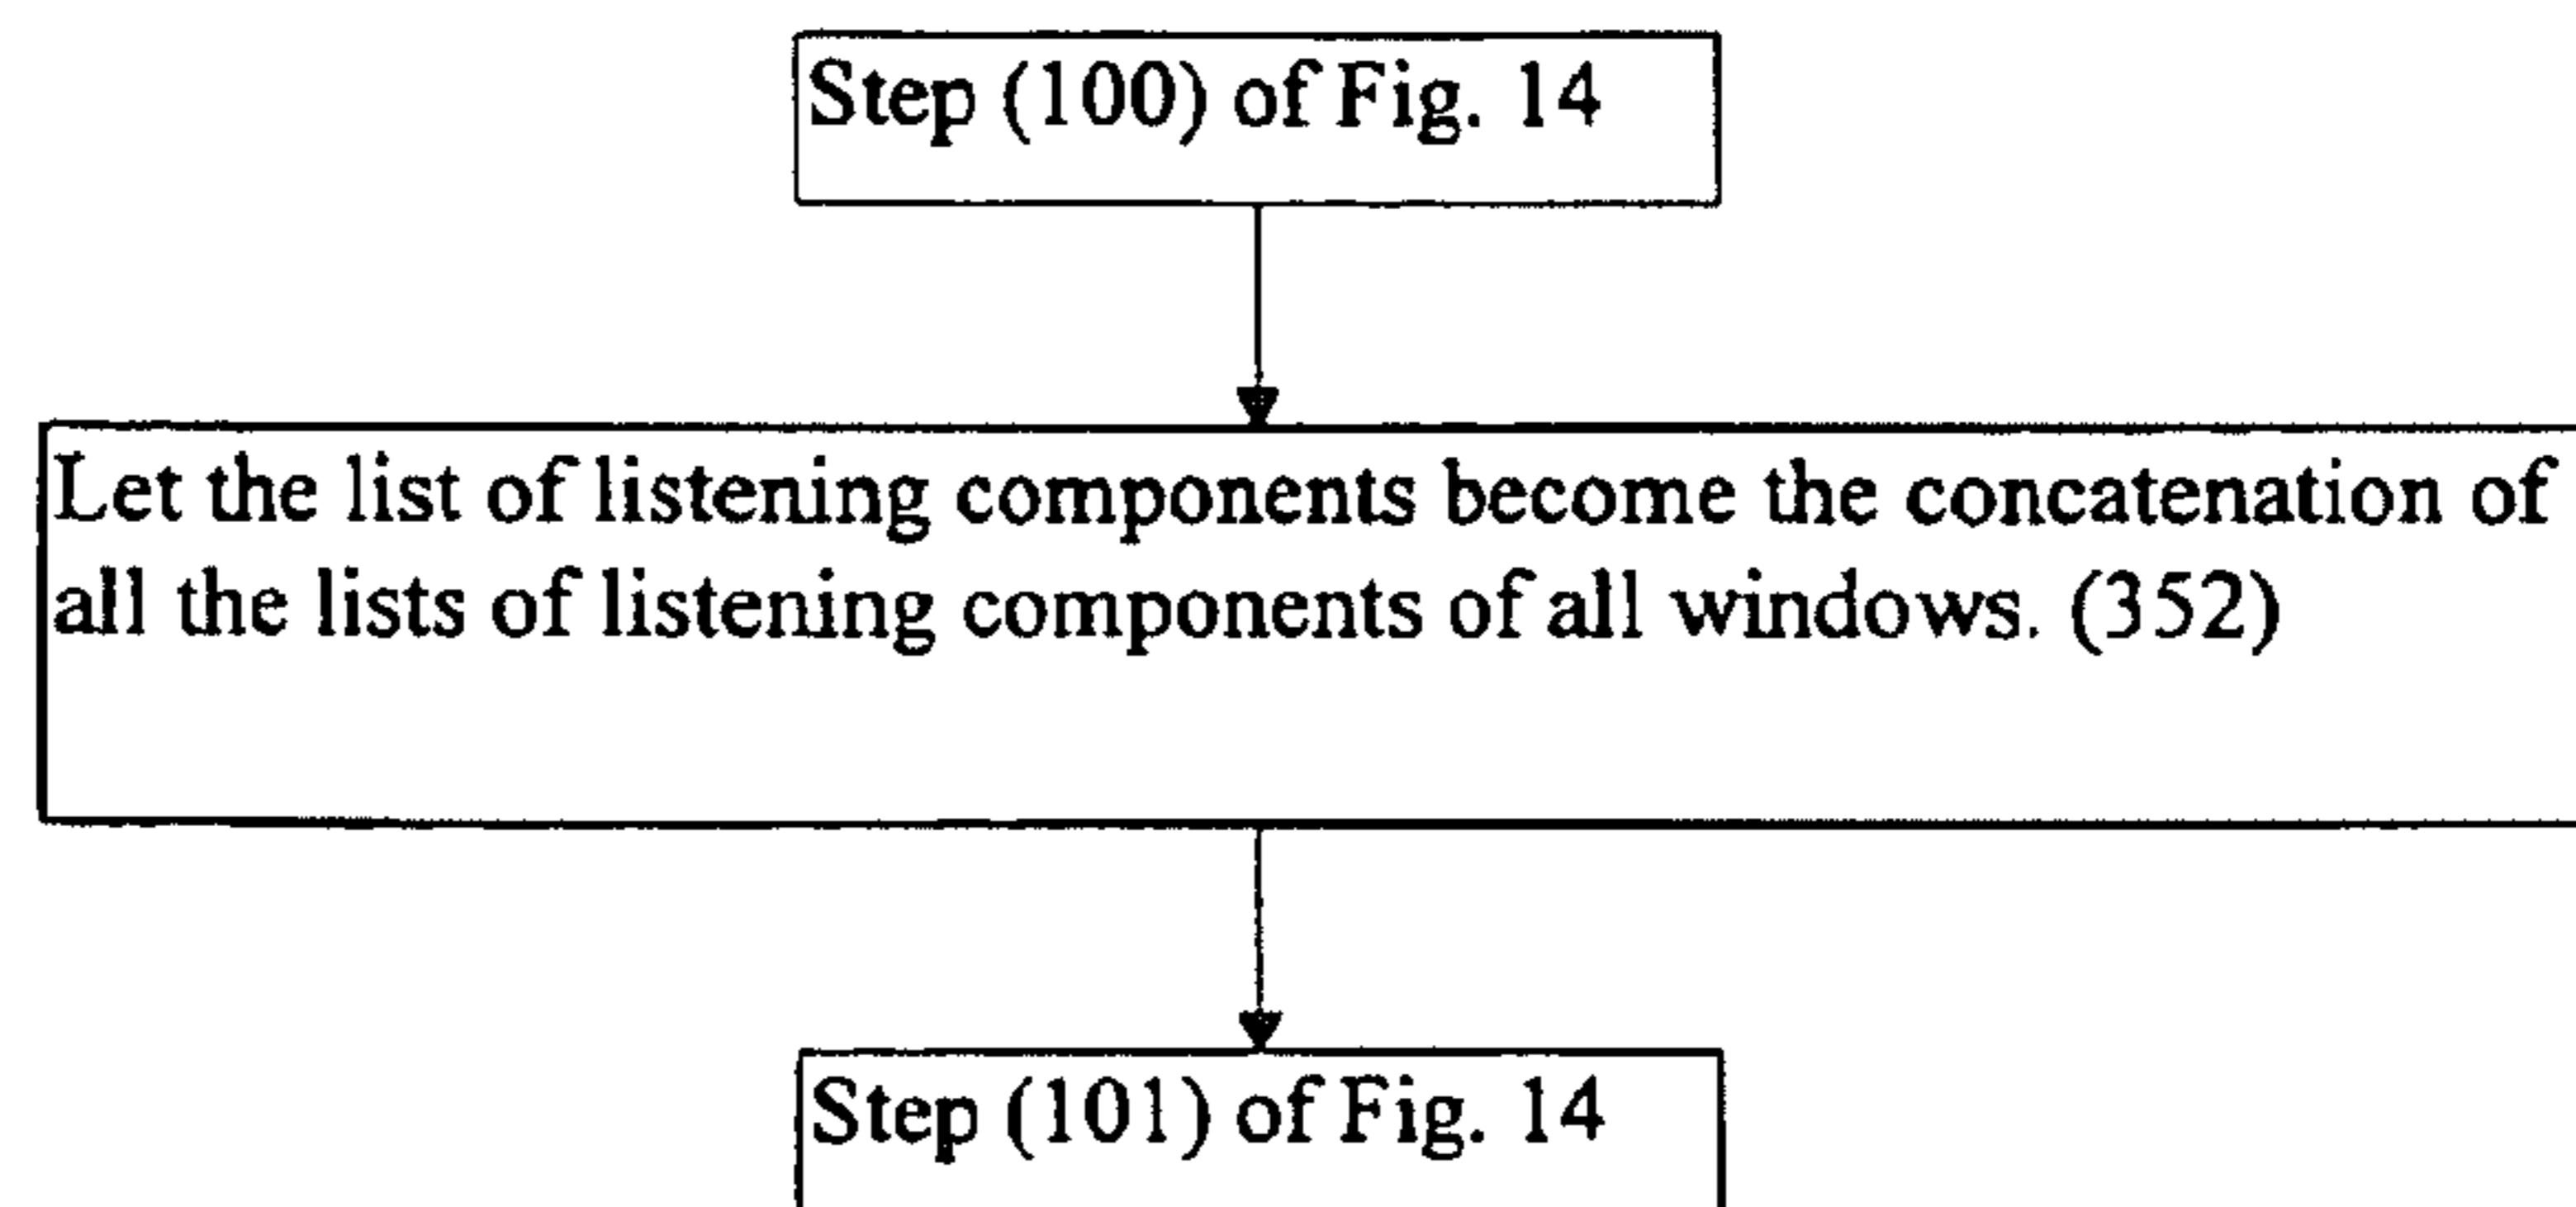 Step (100) of Fig. 14
Let the list of listening components become the concatenation of
all the lists of listening components of all windows. (352)
Step (101) of Fig. 14